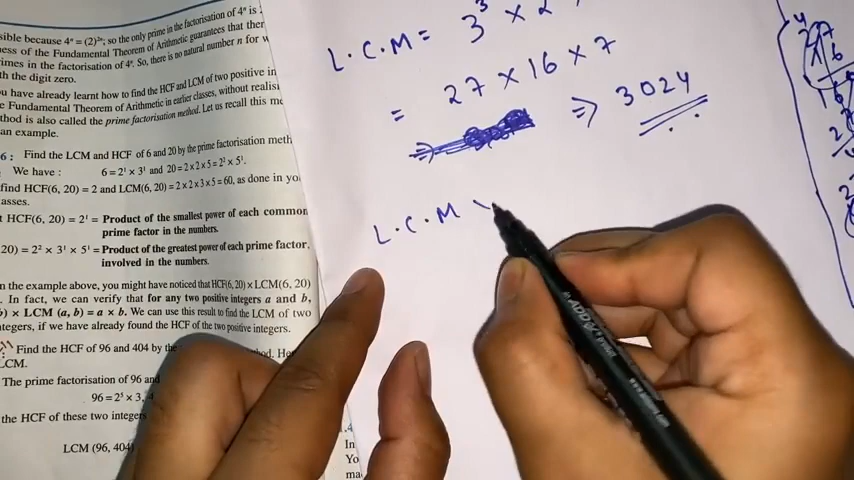 sible because 4ⁿ = (2)²ⁿ; so the only prime in the factorisation of 4ⁿ is
ness of the Fundamental Theorem of Arithmetic guarantees that ther
rimes in the factorisation of 4ⁿ. So, there is no natural number n for w
th the digit zero.
u have already learnt how to find the HCF and LCM of two positive in
e Fundamental Theorem of Arithmetic in earlier classes, without realis
thod is also called the prime factorisation method. Let us recall this me
an example.
6 : Find the LCM and HCF of 6 and 20 by the prime factorisation meth
We have : 6 = 2¹ × 3¹ and 20 = 2 × 2 × 5 = 2² × 5¹.
find HCF(6, 20) = 2 and LCM(6, 20) = 2 × 2 × 3 × 5 = 60, as done in yo
asses.
t HCF(6, 20) = 2¹ = Product of the smallest power of each common
prime factor in the numbers.
20) = 2² × 3¹ × 5¹ = Product of the greatest power of each prime factor,
involved in the numbers.
n the example above, you might have noticed that HCF(6, 20) × LCM(6, 20)
. In fact, we can verify that for any two positive integers a and b,
b) × LCM (a, b) = a × b. We can use this result to find the LCM of two
ntegers, if we have already found the HCF of the two positive integers.
Find the HCF of 96 and 404 by the
LCM.
The prime factorisation of 96 and
96 = 2⁵ × 3, 4
the HCF of these two integers
LCM (96, 404)
In
Yo
ma
L.C.M = 3³ × 2
= 27 × 16 × 7
⇒ 3024
L.C.M